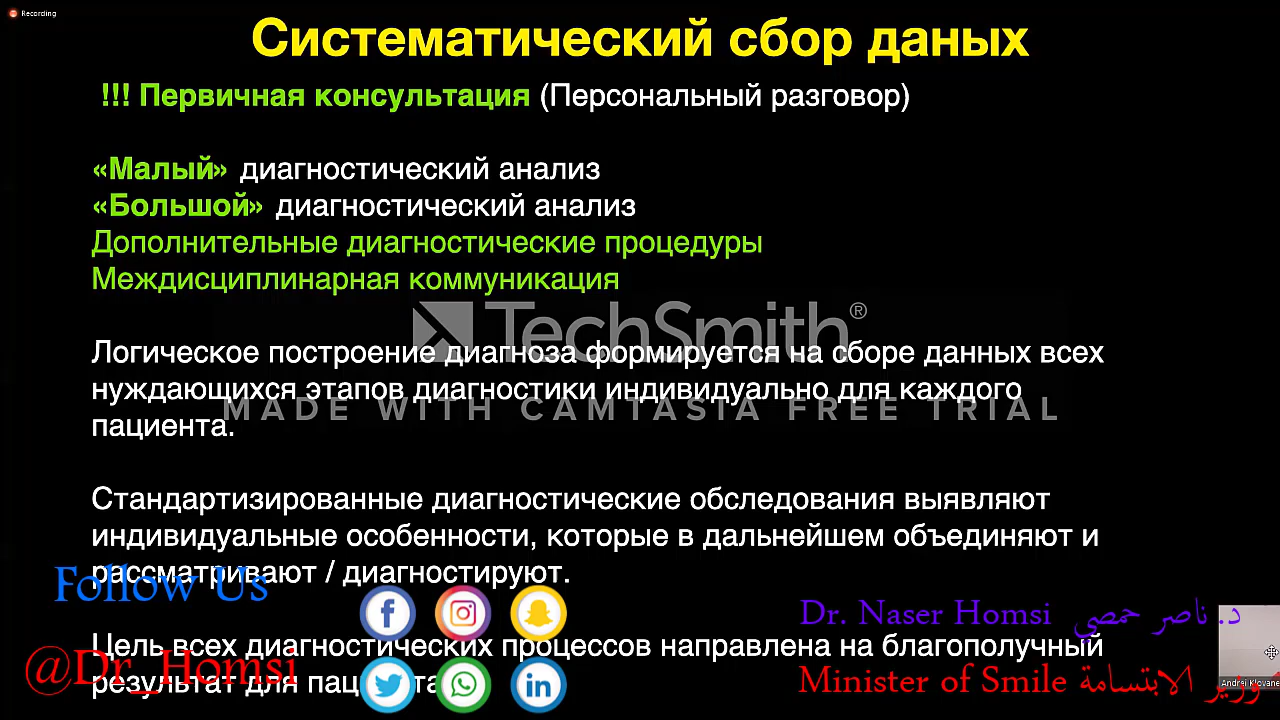 Recording
Систематический сбор даных
!!! Первичная консультация (Персональный разговор)
«Малый» диагностический анализ
«Большой» диагностический анализ
Дополнительные диагностические процедуры
Междисциплинарная коммуникация
TechSmith®
Логическое построение диагноза формируется на сборе данных всех
нуждающихся этапов диагностики индивидуально для каждого
MADE WITH CAMTASIA FREE TRIAL
пациента.
Стандартизированные диагностические обследования выявляют
индивидуальные особенности, которые в дальнейшем объединяют и
рассматривают / диагностируют.
Follow Us
Dr. Naser Homsi د. ناصر حمصي
Цель всех диагностических процессов направлена на благополучный
@Dr_Homsi
результат для
Minister of Smile وزير الابتسامة
Andrei